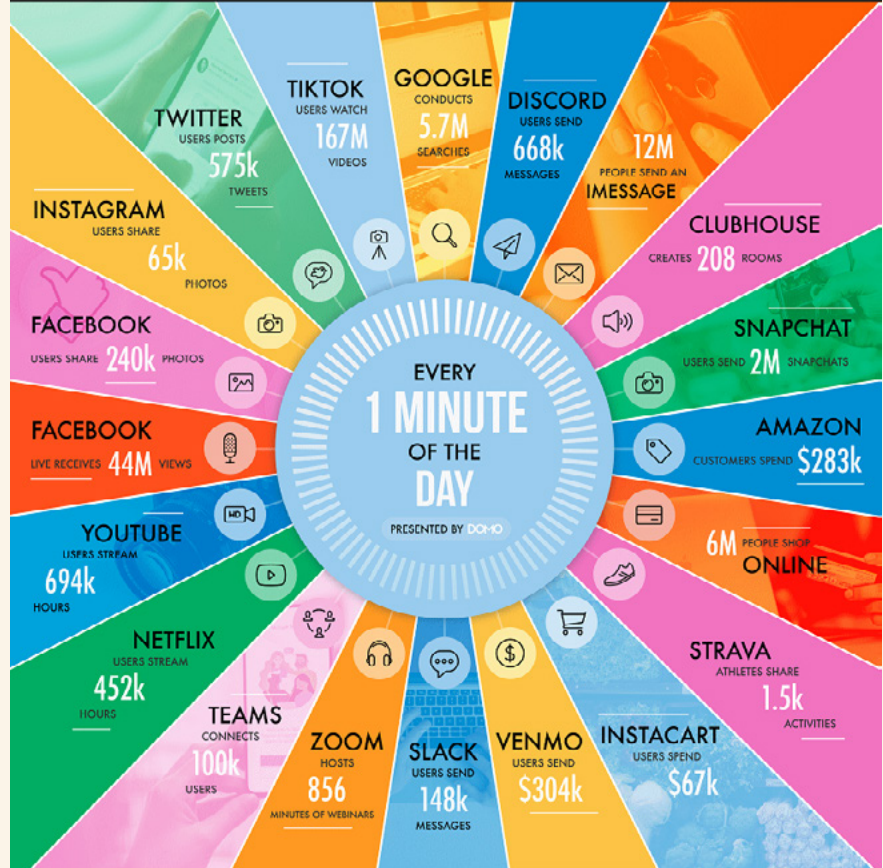 EVERY
1 MINUTE
OF THE
DAY
PRESENTED BY DOMO
GOOGLE
CONDUCTS
5.7M
SEARCHES
DISCORD
USERS SEND
668k
MESSAGES
12M
PEOPLE SEND AN
IMESSAGE
CLUBHOUSE
CREATES 208 ROOMS
SNAPCHAT
USERS SEND 2M SNAPCHATS
AMAZON
CUSTOMERS SPEND $283k
6M PEOPLE SHOP
ONLINE
STRAVA
ATHLETES SHARE
1.5k
ACTIVITIES
INSTACART
USERS SPEND
$67k
VENMO
USERS SEND
$304k
SLACK
USERS SEND
148k
MESSAGES
ZOOM
HOSTS
856
MINUTES OF WEBINARS
TEAMS
CONNECTS
100k
USERS
NETFLIX
USERS STREAM
452k
HOURS
YOUTUBE
USERS STREAM
694k
HOURS
FACEBOOK
LIVE RECEIVES 44M VIEWS
FACEBOOK
USERS SHARE 240k PHOTOS
INSTAGRAM
USERS SHARE
65k
PHOTOS
TWITTER
USERS POSTS
575k
TWEETS
TIKTOK
USERS WATCH
167M
VIDEOS
HD